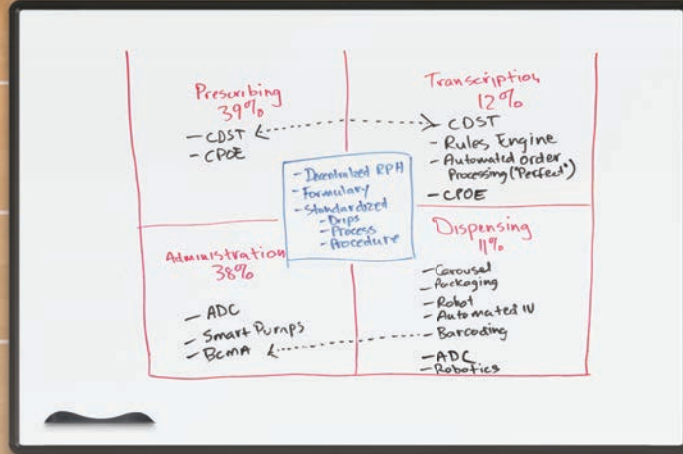 Prescribing
39%
- CDST
- CPOE
Transcription
12%
- CDST
- Rules Engine
- Automated Order
Processing ("Perfect")
- CPOE
- Decentralized RPH
- Formulary
- Standardized
- Drips
- Process
- Procedure
Administration
38%
- ADC
- Smart Pumps
- BCMA
Dispensing
11%
- Carousel
- Packaging
- Robot
- Automated IV
- Barcoding
- ADC
- Robotics